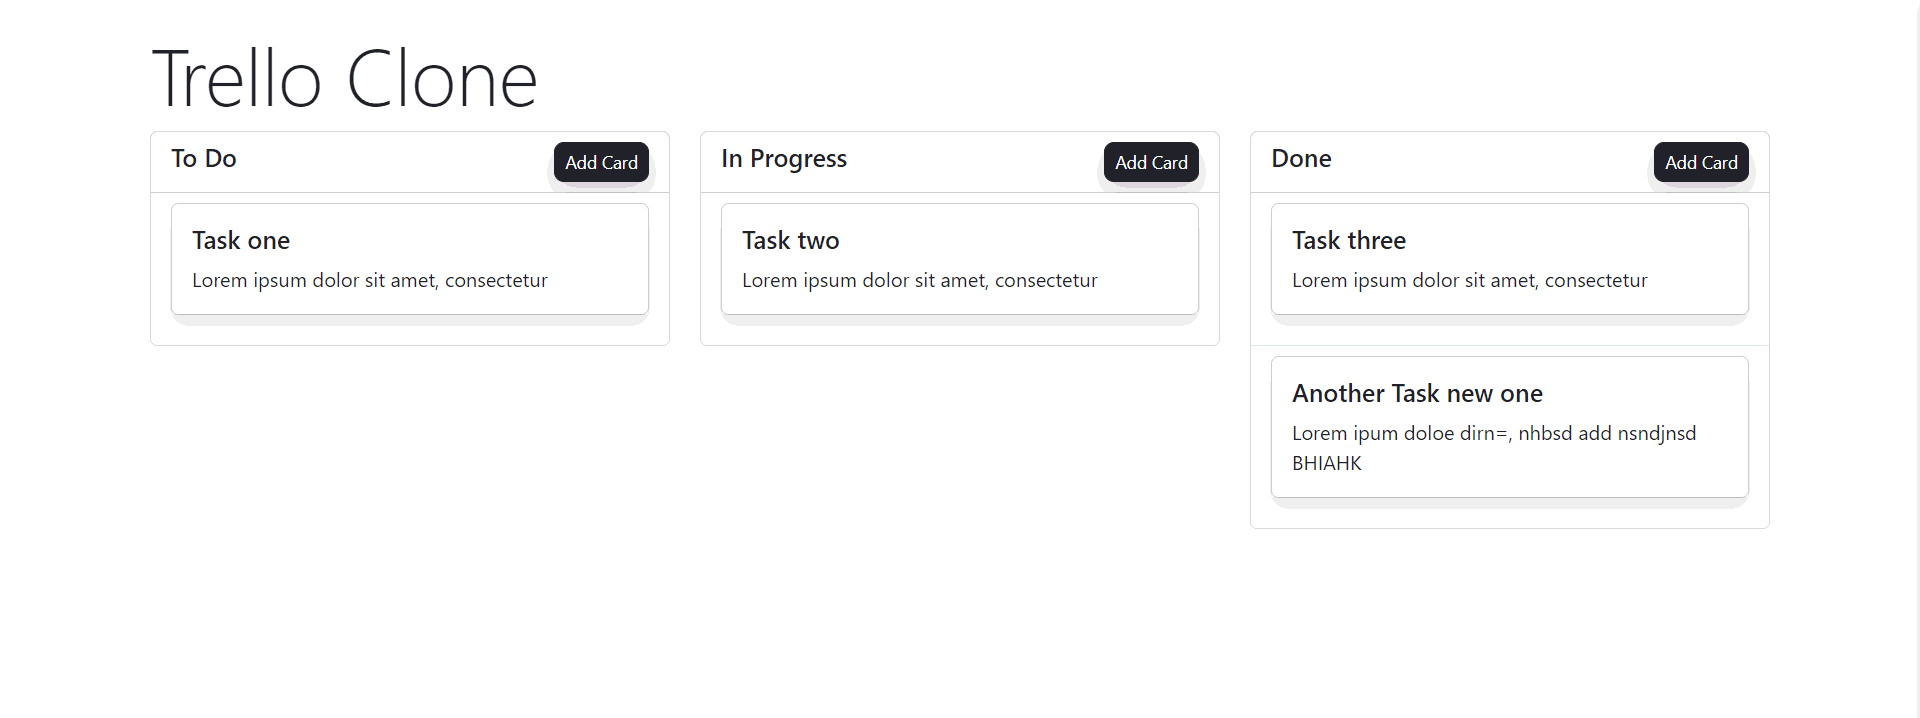 Trello Clone
To Do
Add Card
Task one
Lorem ipsum dolor sit amet, consectetur
In Progress
Add Card
Task two
Lorem ipsum dolor sit amet, consectetur
Done
Add Card
Task three
Lorem ipsum dolor sit amet, consectetur
Another Task new one
Lorem ipum doloe dirn=, nhbsd add nsndjnsd
BHIAHK